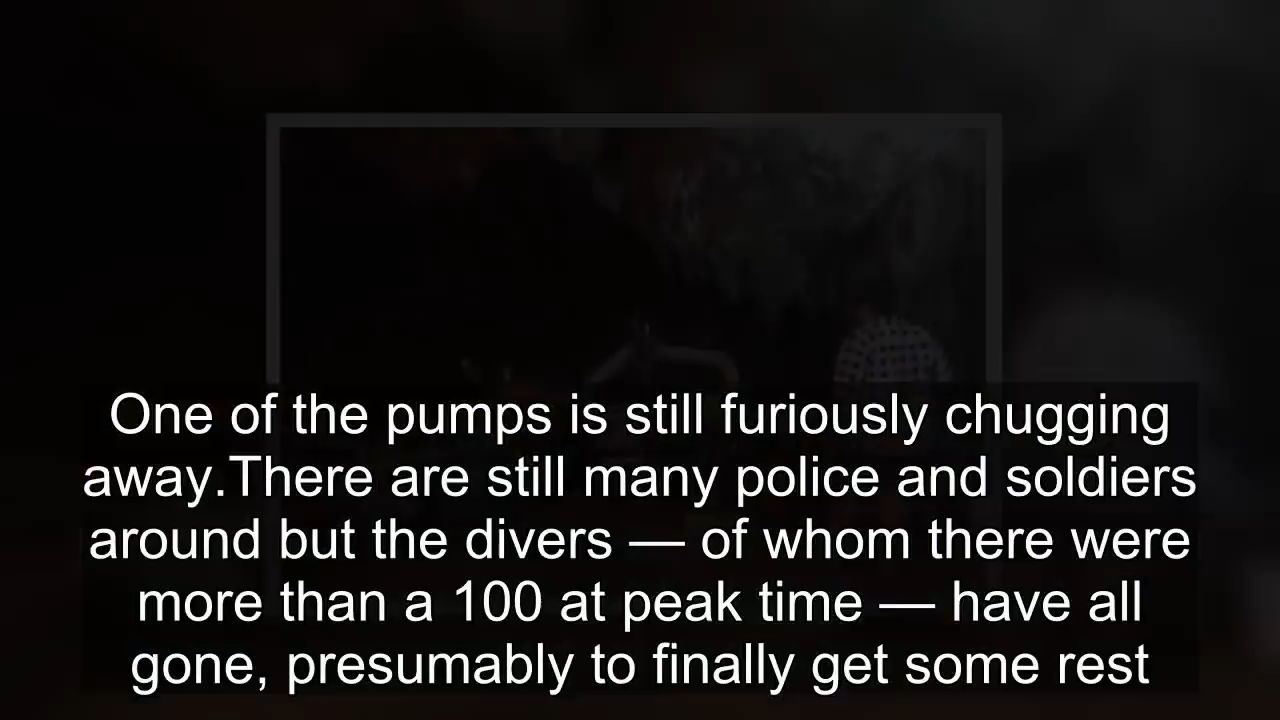 One of the pumps is still furiously chugging
away.There are still many police and soldiers
around but the divers — of whom there were
more than a 100 at peak time — have all
gone, presumably to finally get some rest